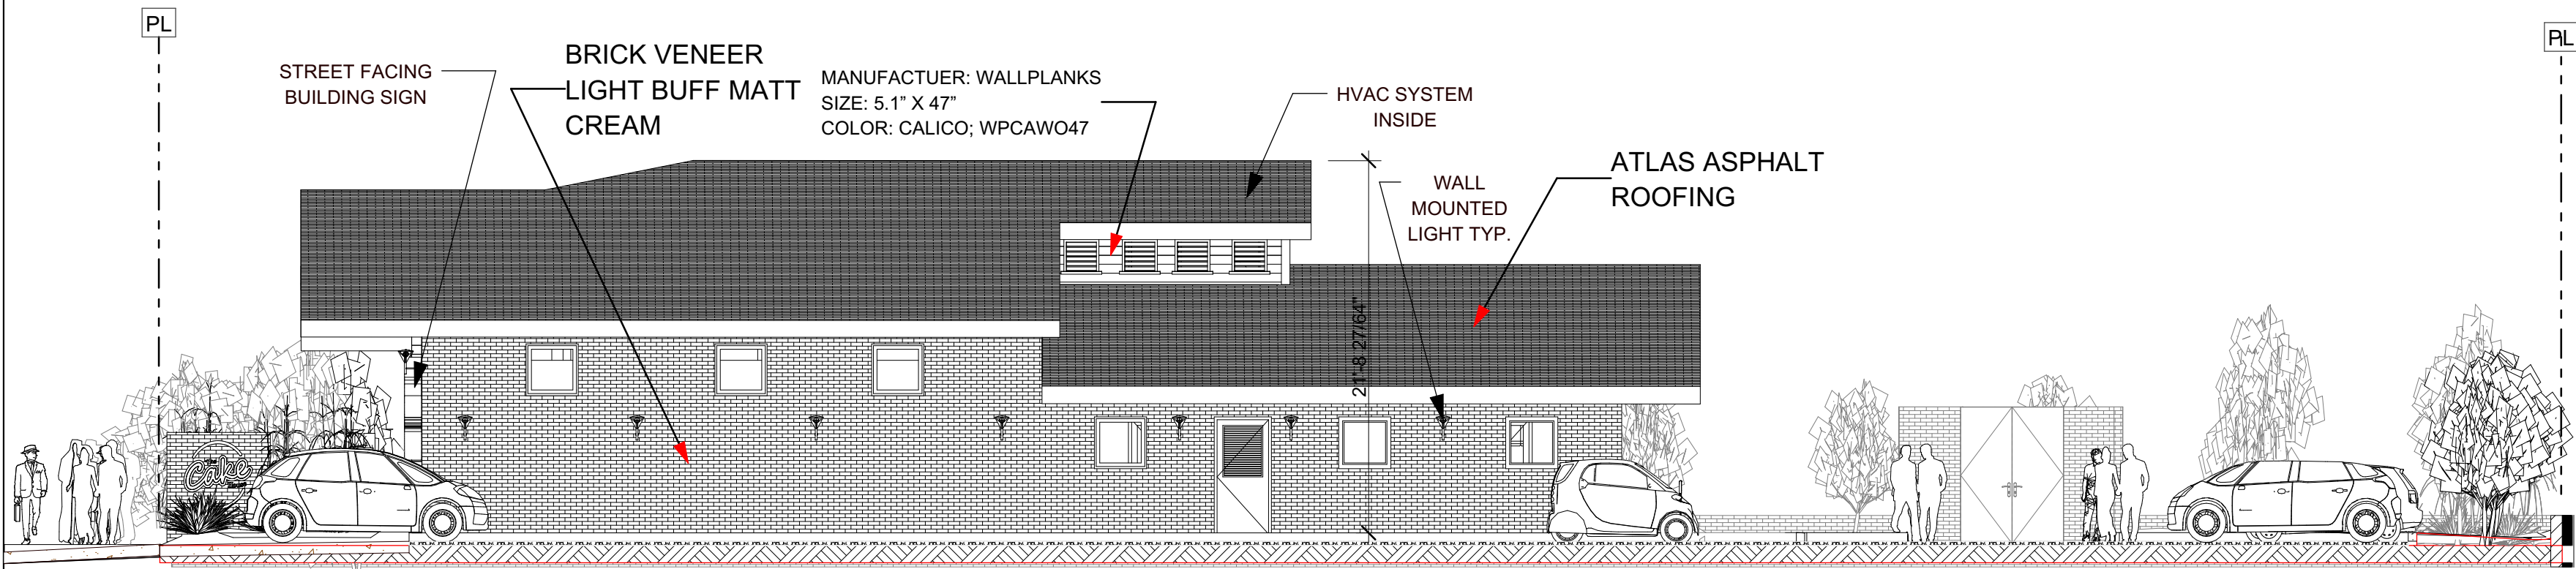 PL
PL
STREET FACING
BUILDING SIGN
BRICK VENEER
LIGHT BUFF MATT
CREAM
MANUFACTUER: WALLPLANKS
SIZE: 5.1” X 47”
COLOR: CALICO; WPCAWO47
HVAC SYSTEM
INSIDE
WALL
MOUNTED
LIGHT TYP.
ATLAS ASPHALT
ROOFING
21'-8 27/64"
Cake